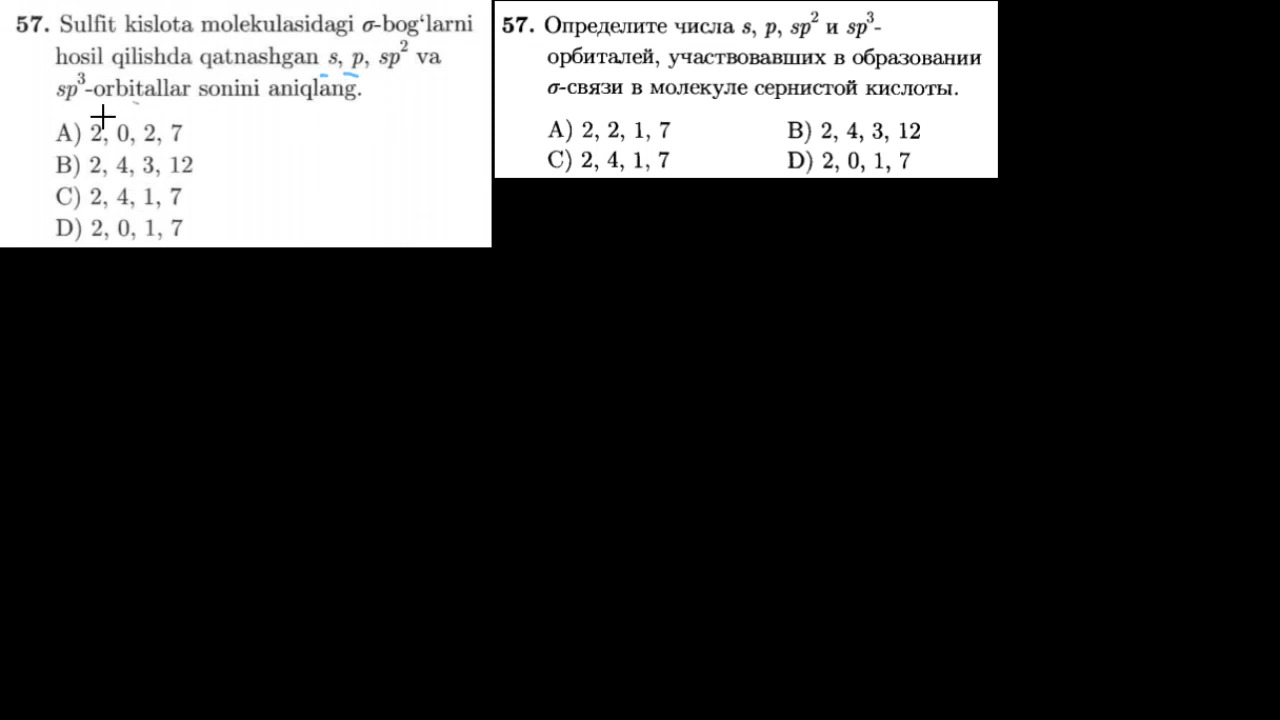 57. Sulfit kislota molekulasidagi σ-bog‘larni
hosil qilishda qatnashgan s, p, sp² va
sp³-orbitallar sonini aniqlang.
A) 2, 0, 2, 7
B) 2, 4, 3, 12
C) 2, 4, 1, 7
D) 2, 0, 1, 7
57. Определите числа s, p, sp² и sp³-
орбиталей, участвовавших в образовании
σ-связи в молекуле сернистой кислоты.
A) 2, 2, 1, 7 B) 2, 4, 3, 12
C) 2, 4, 1, 7 D) 2, 0, 1, 7